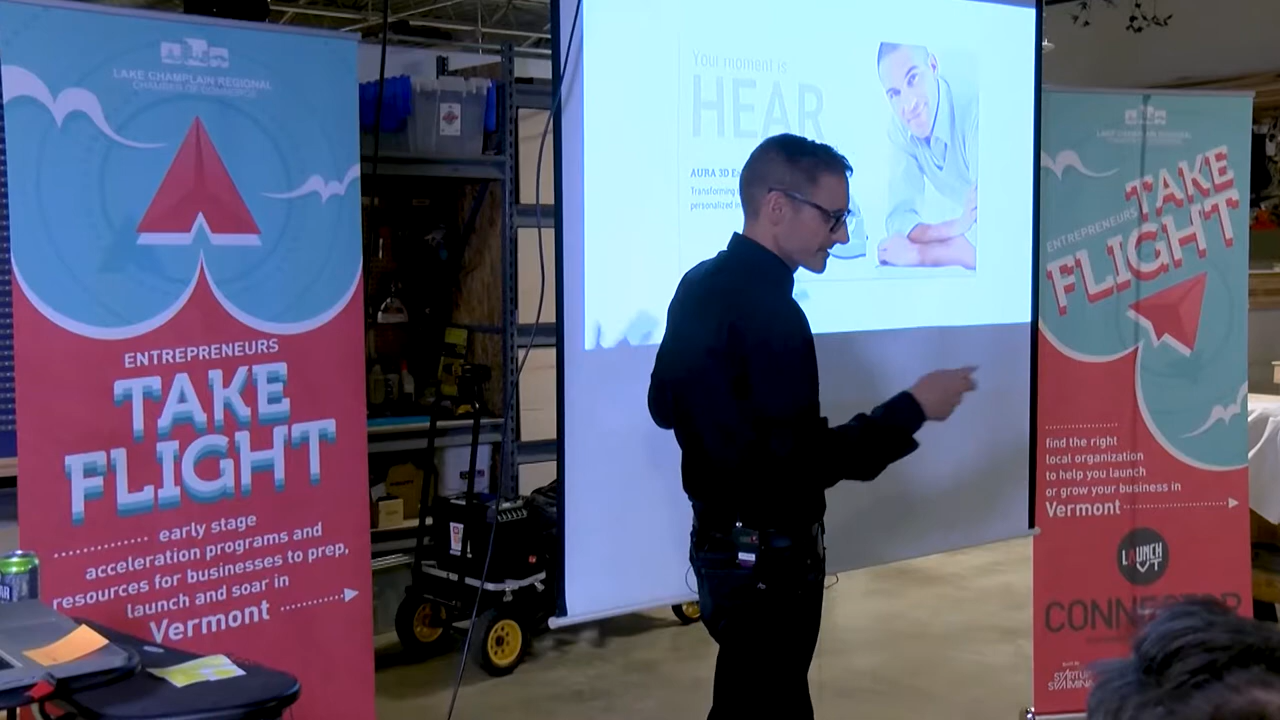 LAKE CHAMPLAIN REGIONAL
CHAMBER OF COMMERCE
ENTREPRENEURS
TAKE
FLIGHT
early stage
acceleration programs and
resources for businesses to prep,
launch and soar in
Vermont
Your moment is
HEAR
AURA 3D
Transforming
personalized
LAKE CHAMPLAIN REGIONAL
ENTREPRENEURS
TAKE
FLIGHT
find the right
local organization
to help you launch
or grow your business in
Vermont
LAUNCH
VT